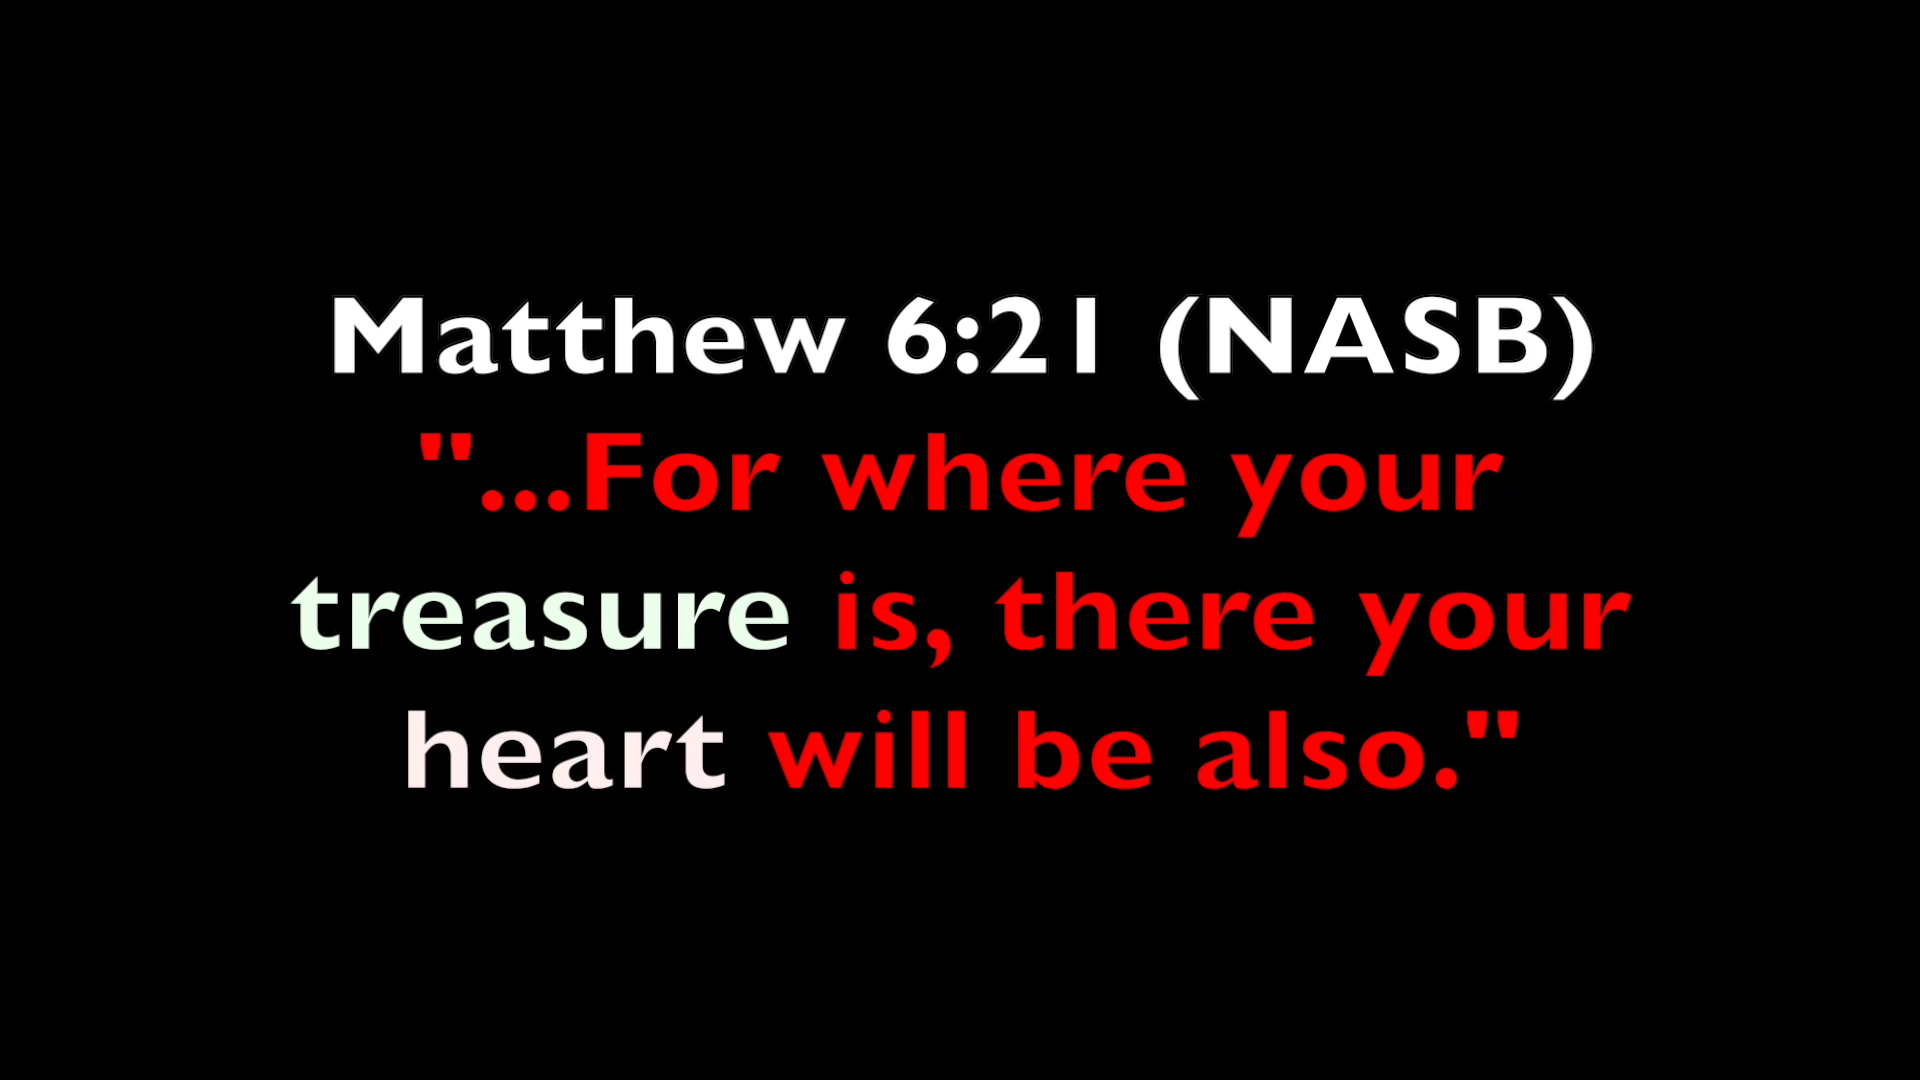 Matthew 6:21 (NASB)
"...For where your
treasure is, there your
heart will be also."